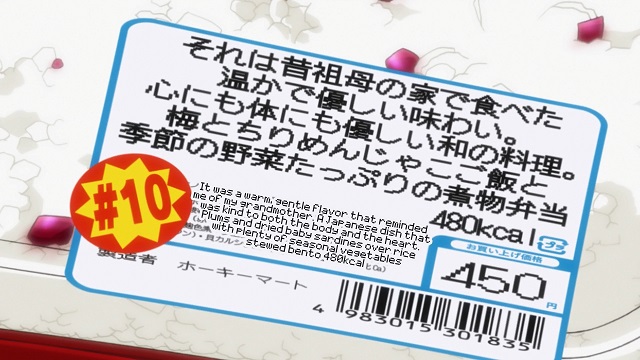 それは昔祖母の家で食べた
温かで優しい味わい。
心にも体にも優しい和の料理。
梅とちりめんじゃこご飯と
季節の野菜たっぷりの煮物弁当
480kcal
プラ
#10
It was a warm, gentle flavor that reminded
me of my grandmother. A Japanese dish that
was kind to both the body and the heart.
Plums and dried baby sardines over rice
with plenty of seasonal vegetables
stewed bento 480kcal
お買い上げ価格
450円
製造者 ホーキーマート
4 983015 301835